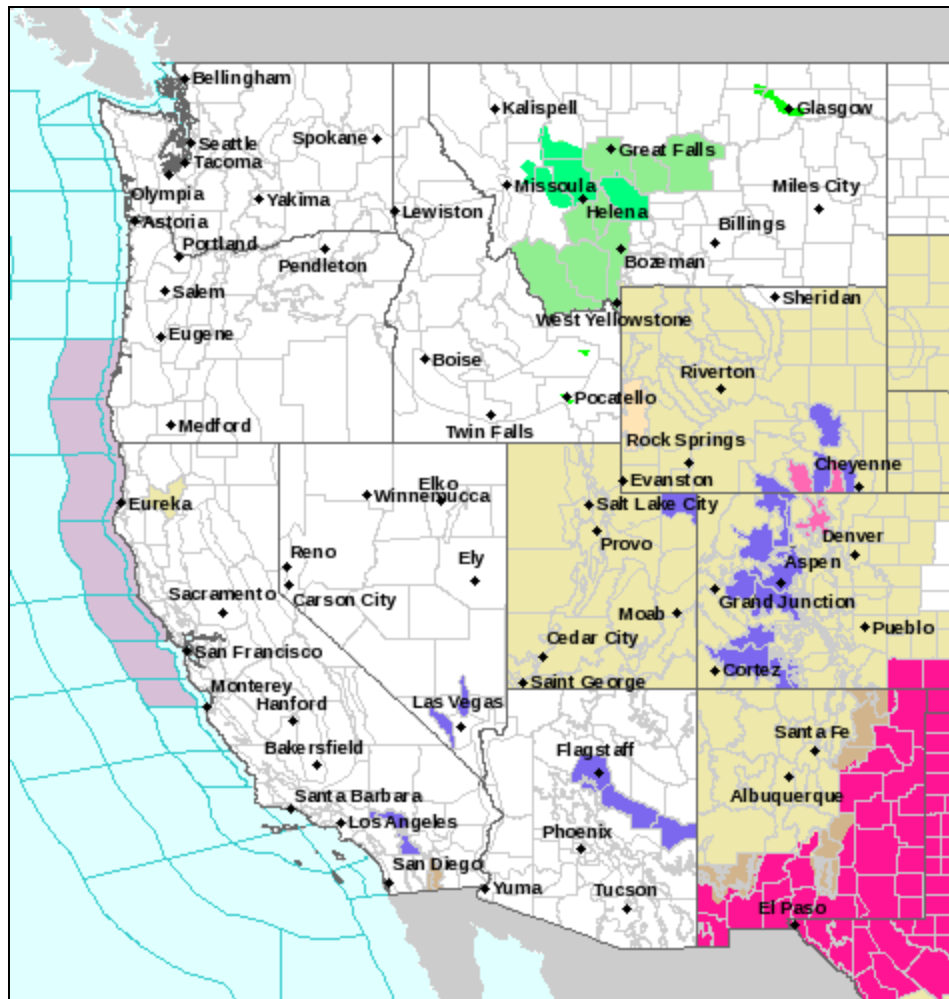 Bellingham
Kalispell
Glasgow
Spokane
Seattle
Great Falls
Tacoma
Missoula
Miles City
Olympia
Yakima
Lewiston
Helena
Astoria
Billings
Portland
Pendleton
Bozeman
Salem
Sheridan
West Yellowstone
Eugene
Boise
Riverton
Pocatello
Medford
Twin Falls
Rock Springs
Cheyenne
Evanston
Elko
Winnemucca
Eureka
Salt Lake City
Denver
Provo
Reno
Ely
Aspen
Sacramento
Carson City
Grand Junction
Moab
Pueblo
Cedar City
San Francisco
Cortez
Saint George
Monterey
Las Vegas
Hanford
Santa Fe
Bakersfield
Flagstaff
Albuquerque
Santa Barbara
Los Angeles
Phoenix
San Diego
Yuma
Tucson
El Paso